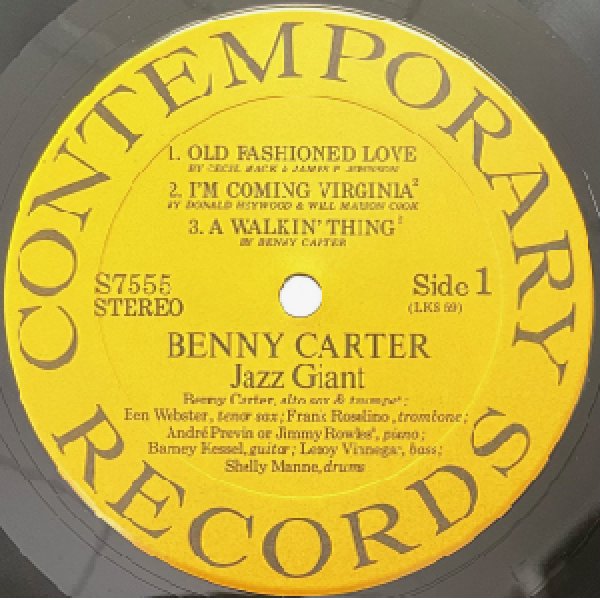 CONTEMPORARY
1. OLD FASHIONED LOVE
BY CECIL MACK & JAMES P. JOHNSON
2. I'M COMING VIRGINIA²
BY DONALD HEYWOOD & WILL MARION COOK
3. A WALKIN' THING¹
BY BENNY CARTER
S7555
STEREO
Side 1
(LKS 69)
BENNY CARTER
Jazz Giant
Benny Carter, alto sax & trumpet;
Ben Webster, tenor sax; Frank Rosolino, trombone;
André Previn or Jimmy Rowles, piano;
Barney Kessel, guitar; Leroy Vinnegar, bass;
Shelly Manne, drums
RECORDS